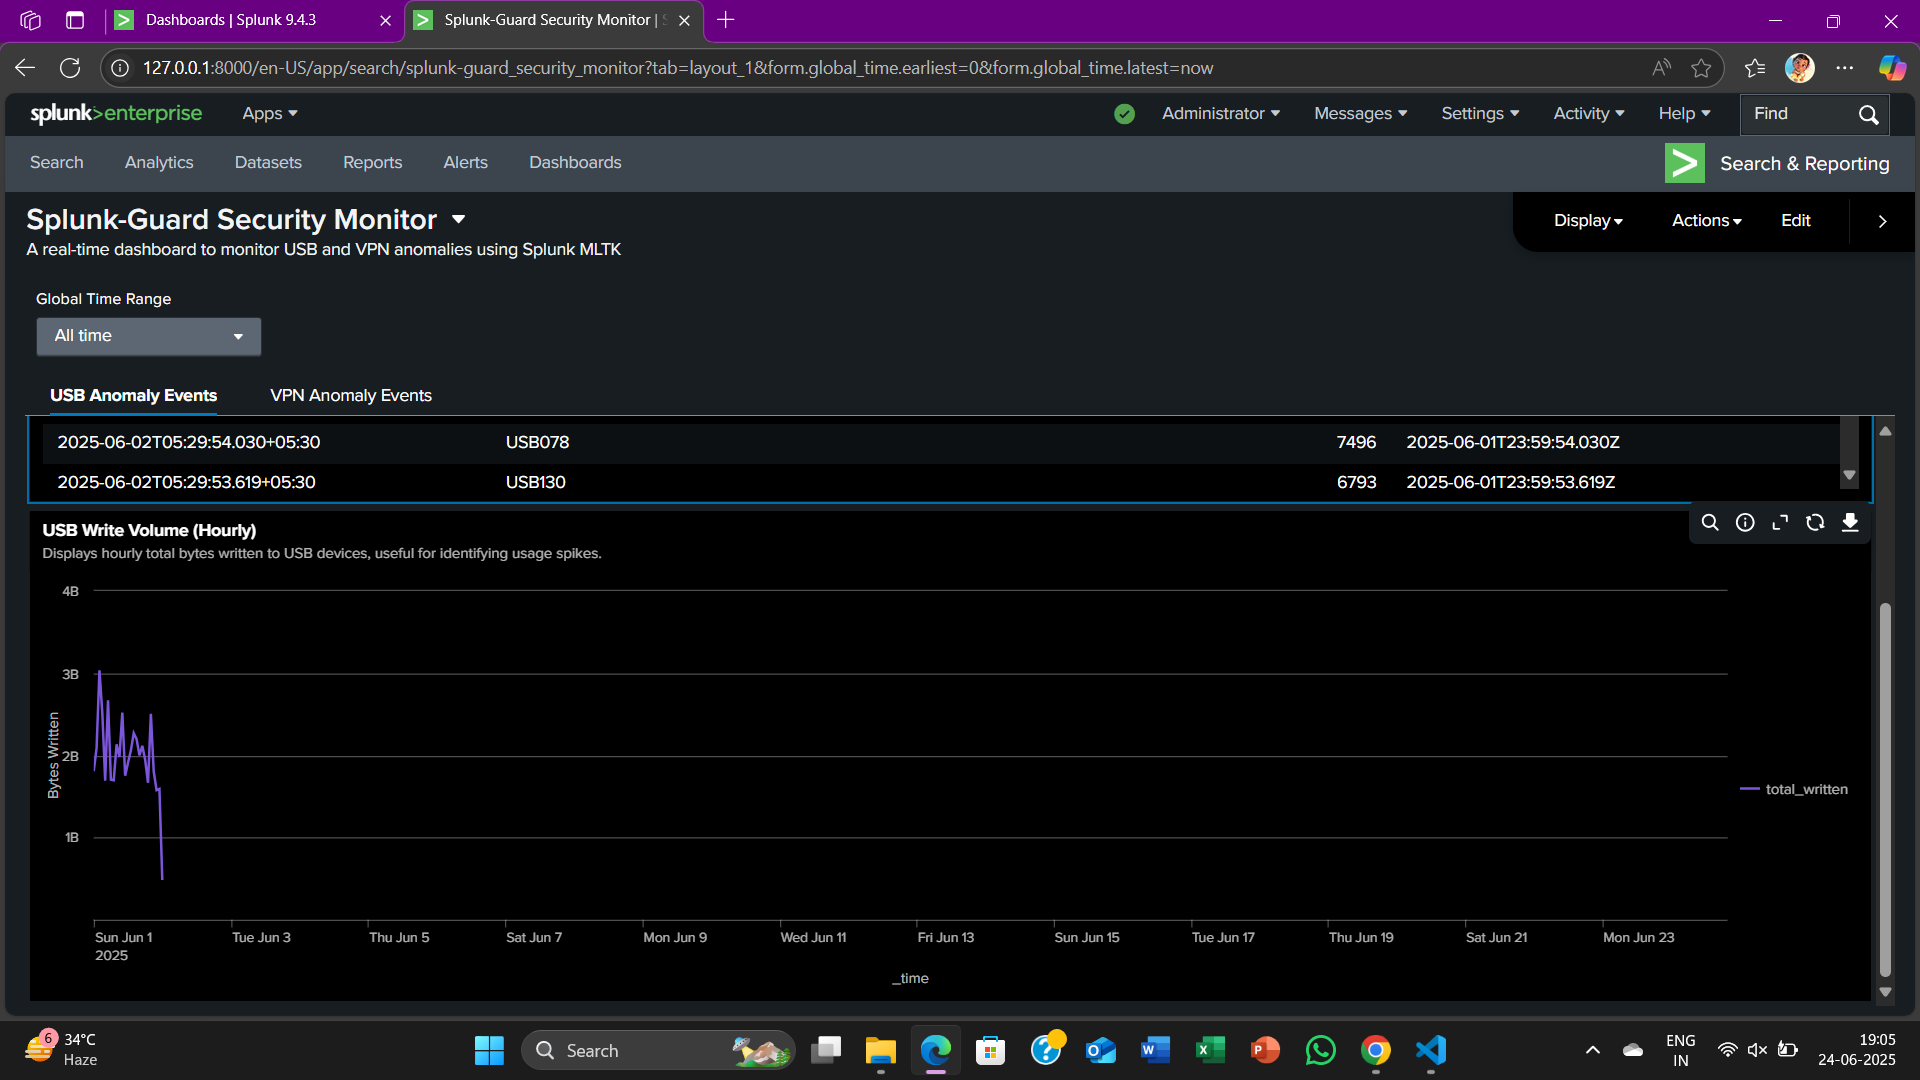 Dashboards | Splunk 9.4.3
Splunk-Guard Security Monitor |
127.0.0.1:8000/en-US/app/search/splunk-guard_security_monitor?tab=layout_1&form.global_time.earliest=0&form.global_time.latest=now
splunk>enterprise Apps Administrator Messages Settings Activity Help Find
Search Analytics Datasets Reports Alerts Dashboards Search & Reporting
Splunk-Guard Security Monitor Display Actions Edit
A real-time dashboard to monitor USB and VPN anomalies using Splunk MLTK
Global Time Range
All time
USB Anomaly Events VPN Anomaly Events
2025-06-02T05:29:54.030+05:30 USB078 7496 2025-06-01T23:59:54.030Z
2025-06-02T05:29:53.619+05:30 USB130 6793 2025-06-01T23:59:53.619Z
USB Write Volume (Hourly)
Displays hourly total bytes written to USB devices, useful for identifying usage spikes.
4B
3B
2B
1B
Bytes Written
total_written
Sun Jun 1 Tue Jun 3 Thu Jun 5 Sat Jun 7 Mon Jun 9 Wed Jun 11 Fri Jun 13 Sun Jun 15 Tue Jun 17 Thu Jun 19 Sat Jun 21 Mon Jun 23
2025
_time
6
34°C
Haze
Search
ENG
IN
19:05
24-06-2025